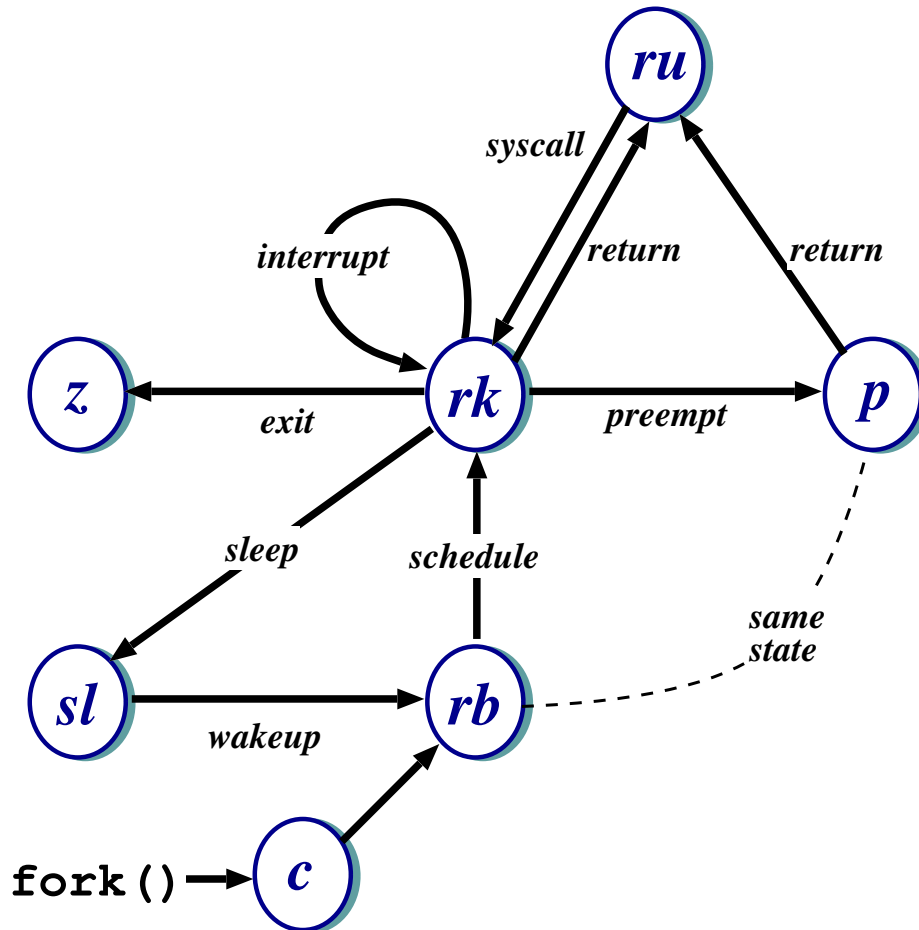 ru
syscall
interrupt
return
return
z
rk
p
exit
preempt
sleep
schedule
same
state
sl
rb
wakeup
fork()
c